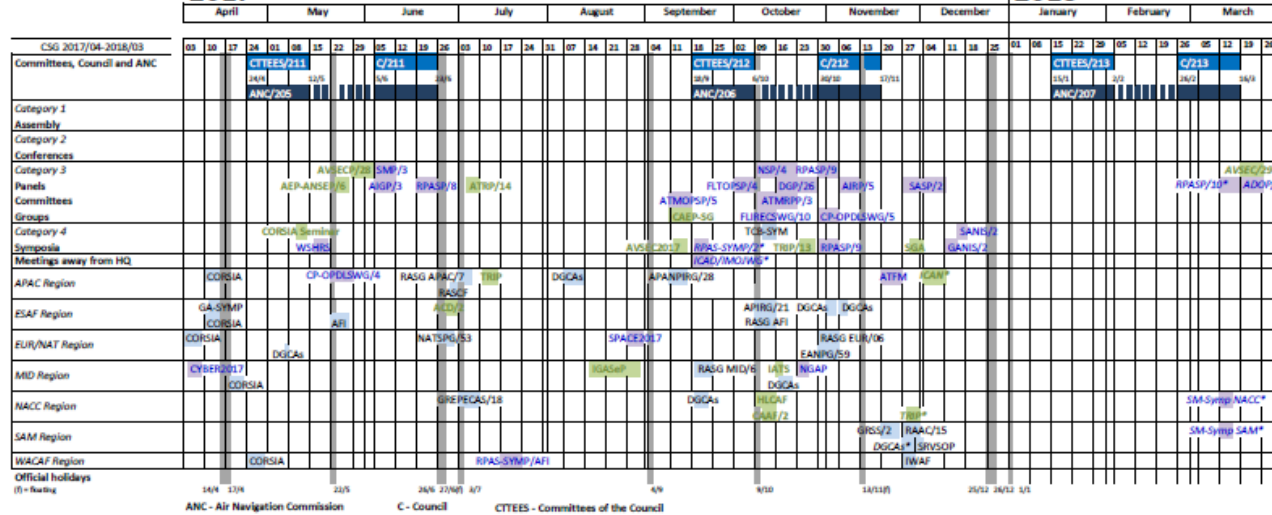 April May June July August September October November December January February March
CSG 2017/04-2018/03 03 10 17 24 01 08 15 22 29 05 12 19 26 03 10 17 24 31 07 14 21 28 04 11 18 25 02 09 16 23 30 06 13 20 27 04 11 18 25 01 08 15 22 29 05 12 19 26 05 12 19 26
Committees, Council and ANC CTTEES/211 C/211 CTTEES/212 C/212 CTTEES/213 C/213
24/4 12/5 5/6 23/6 18/9 6/10 30/10 17/11 15/1 2/2 26/2 16/3
ANC/205 ANC/206 ANC/207
Category 1
Assembly
Category 2
Conferences
Category 3 AVSECP/28 SMP/3 NSP/4 RPASP/9 AVSEC/29
Panels AEP-ANSEP/6 AIGP/3 RPASP/8 ATRP/14 FLTOPSP/4 DGP/26 AIRP/5 SASP/2 RPASP/10* ADOP/
Committees ATMOPSP/5 ATMRPP/3
Groups CAEP-SG FLIRECSWG/10 CP-OPDLSWG/5
Category 4 CORSIA Seminar TCB-SYM SANIS/2
Symposia WSHRS AVSEC2017 RPAS-SYMP/2* TRIP/13 RPASP/9 SGA GANIS/2
Meetings away from HQ ICAD/IMO/WG*
APAC Region CORSIA CP-OPDLSWG/4 RASG APAC/7 TRIP DGCAs APANPIRG/28 ATFM ICAN*
RASCF
ESAF Region GA-SYMP ACD/2 APIRG/21 DGCAs DGCAs
CORSIA AFI RASG AFI
EUR/NAT Region CORSIA NATSPG/53 SPACE2017 RASG EUR/06
DGCAs EANPG/59
MID Region CYBER2017 IGASeP RASG MID/6 IATS NGAP
CORSIA DGCAs
NACC Region GREPECAS/18 DGCAs HLCAF SM-Symp NACC*
CAAF/2 TRIP*
SAM Region GRSS/2 RAAC/15 SM-Symp SAM*
DGCAs* SRVSOP
WACAF Region CORSIA RPAS-SYMP/AFI IWAF
Official holidays
(f) = floating 14/4 17/4 22/5 26/6 27/6(f) 3/7 4/9 9/10 13/11(f) 25/12 26/12 1/1
ANC - Air Navigation Commission C - Council CTTEES - Committees of the Council